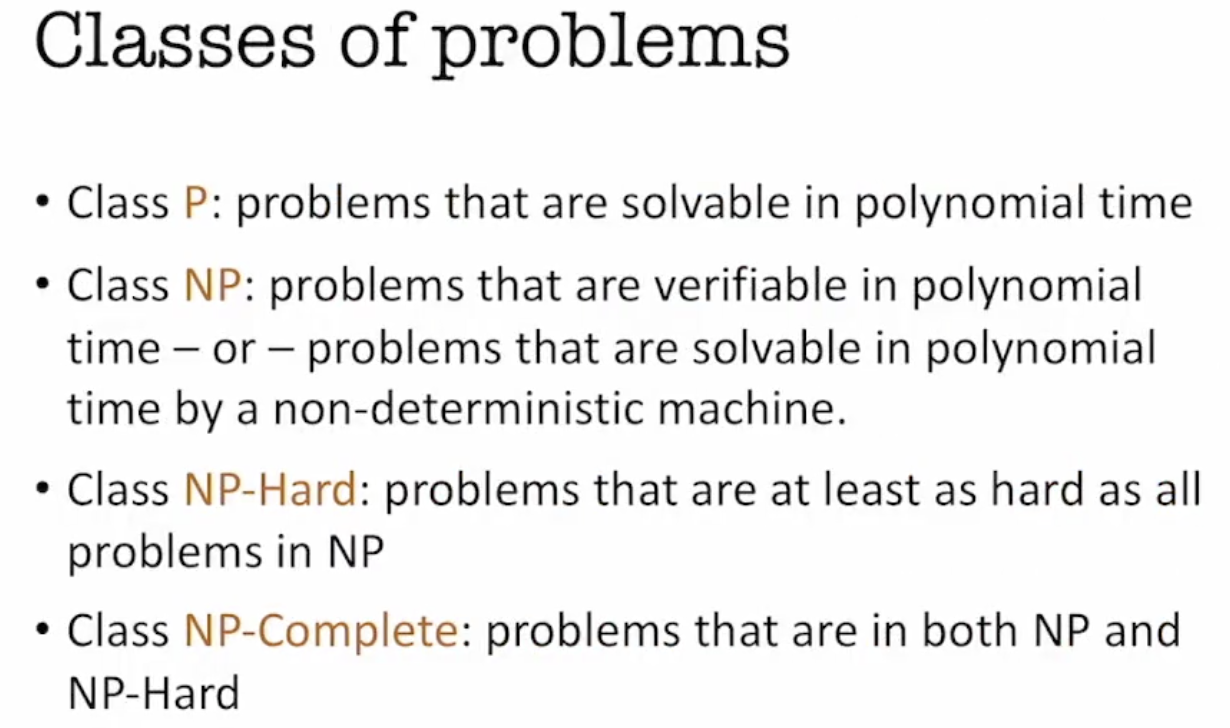 Classes of problems
• Class P: problems that are solvable in polynomial time
• Class NP: problems that are verifiable in polynomial
time – or – problems that are solvable in polynomial
time by a non-deterministic machine.
• Class NP-Hard: problems that are at least as hard as all
problems in NP
• Class NP-Complete: problems that are in both NP and
NP-Hard